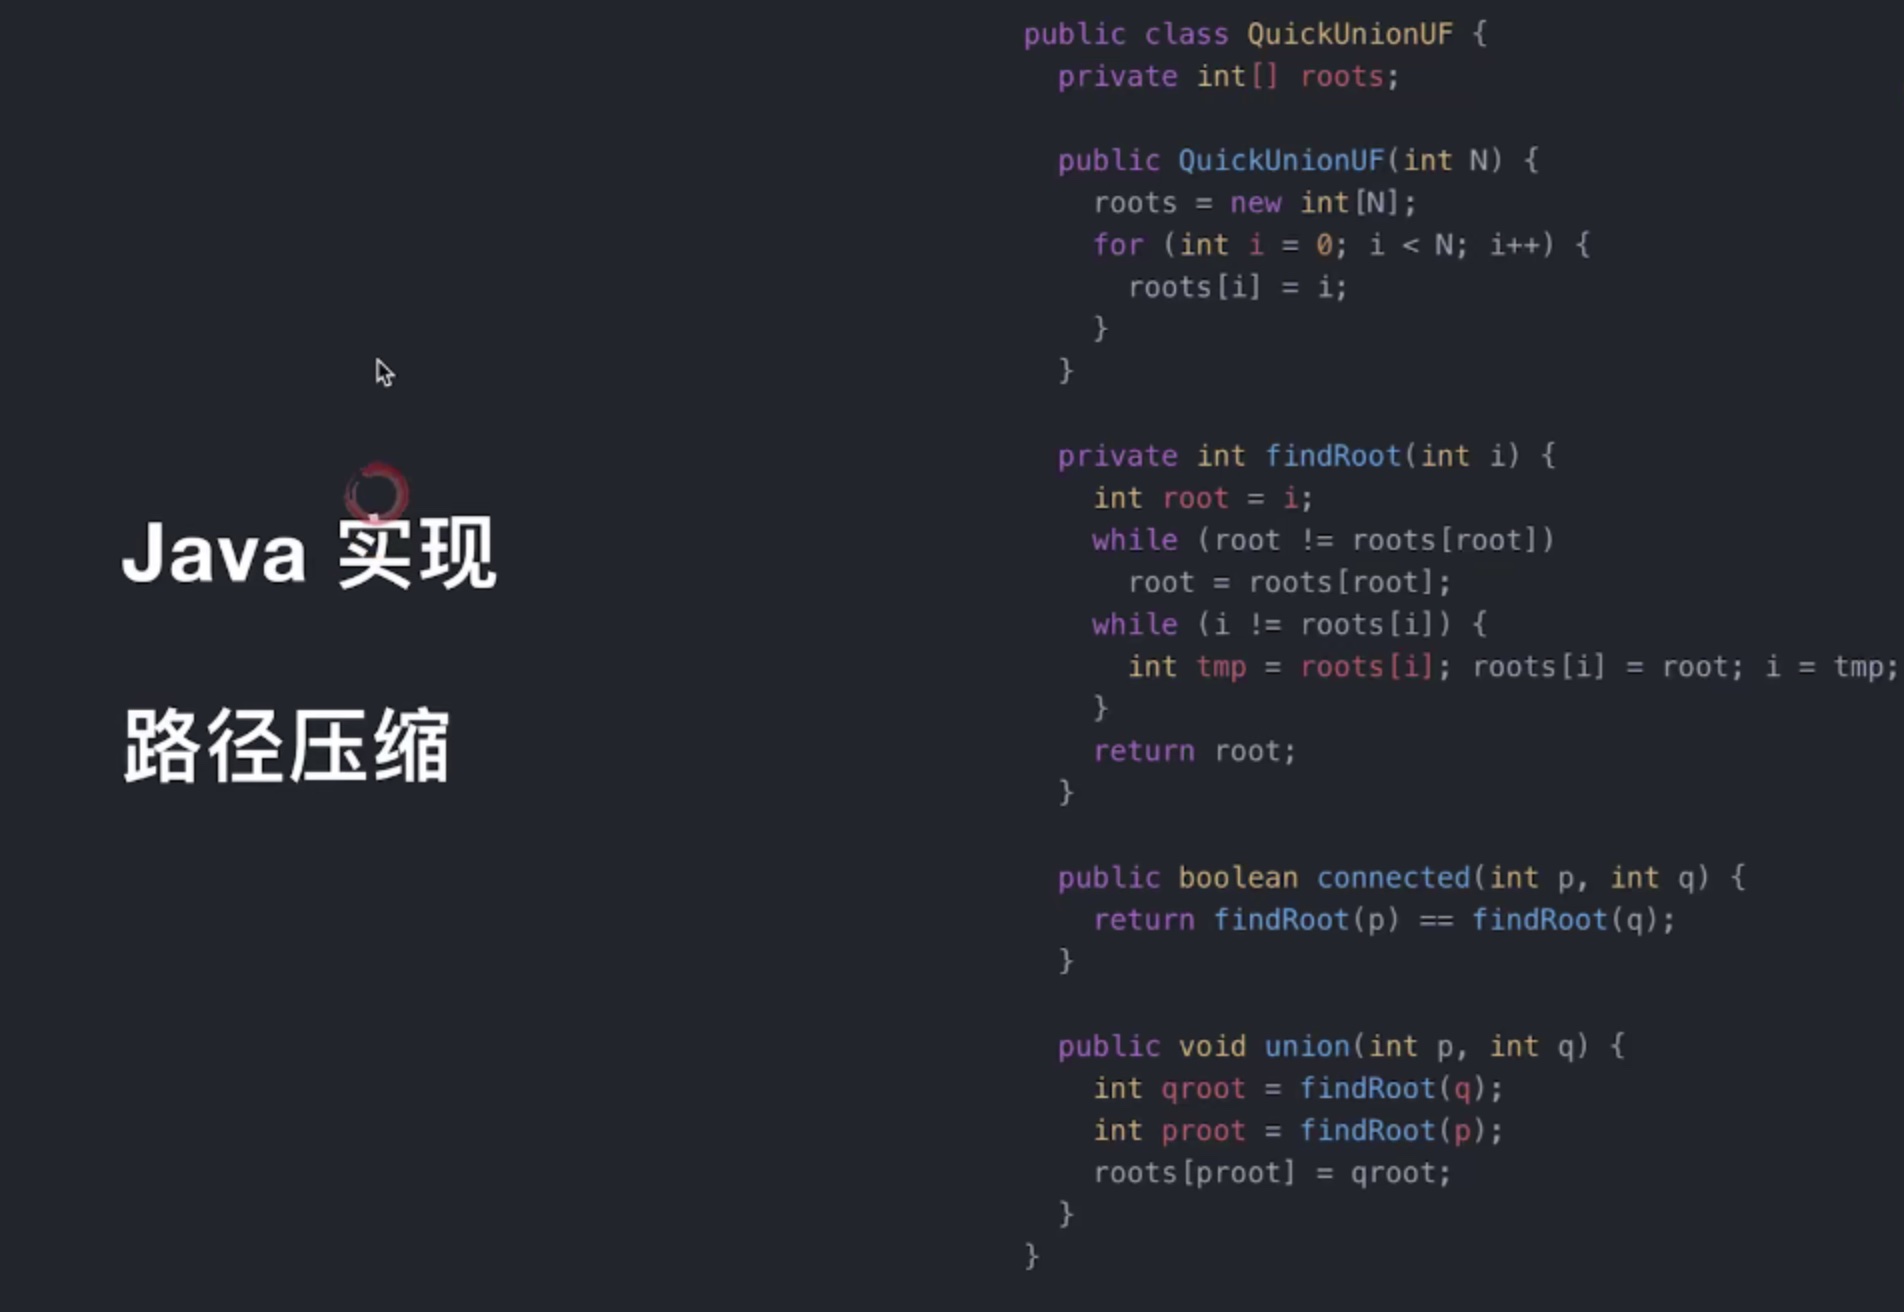 Java 实现
路径压缩
public class QuickUnionUF {
  private int[] roots;

  public QuickUnionUF(int N) {
    roots = new int[N];
    for (int i = 0; i < N; i++) {
      roots[i] = i;
    }
  }

  private int findRoot(int i) {
    int root = i;
    while (root != roots[root])
      root = roots[root];
    while (i != roots[i]) {
      int tmp = roots[i]; roots[i] = root; i = tmp;
    }
    return root;
  }

  public boolean connected(int p, int q) {
    return findRoot(p) == findRoot(q);
  }

  public void union(int p, int q) {
    int qroot = findRoot(q);
    int proot = findRoot(p);
    roots[proot] = qroot;
  }
}